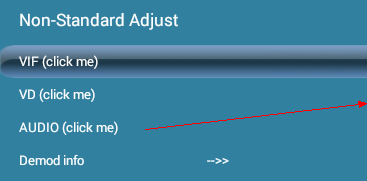 Non-Standard Adjust
VIF (click me)
VD (click me)
AUDIO (click me)
Demod info -->>